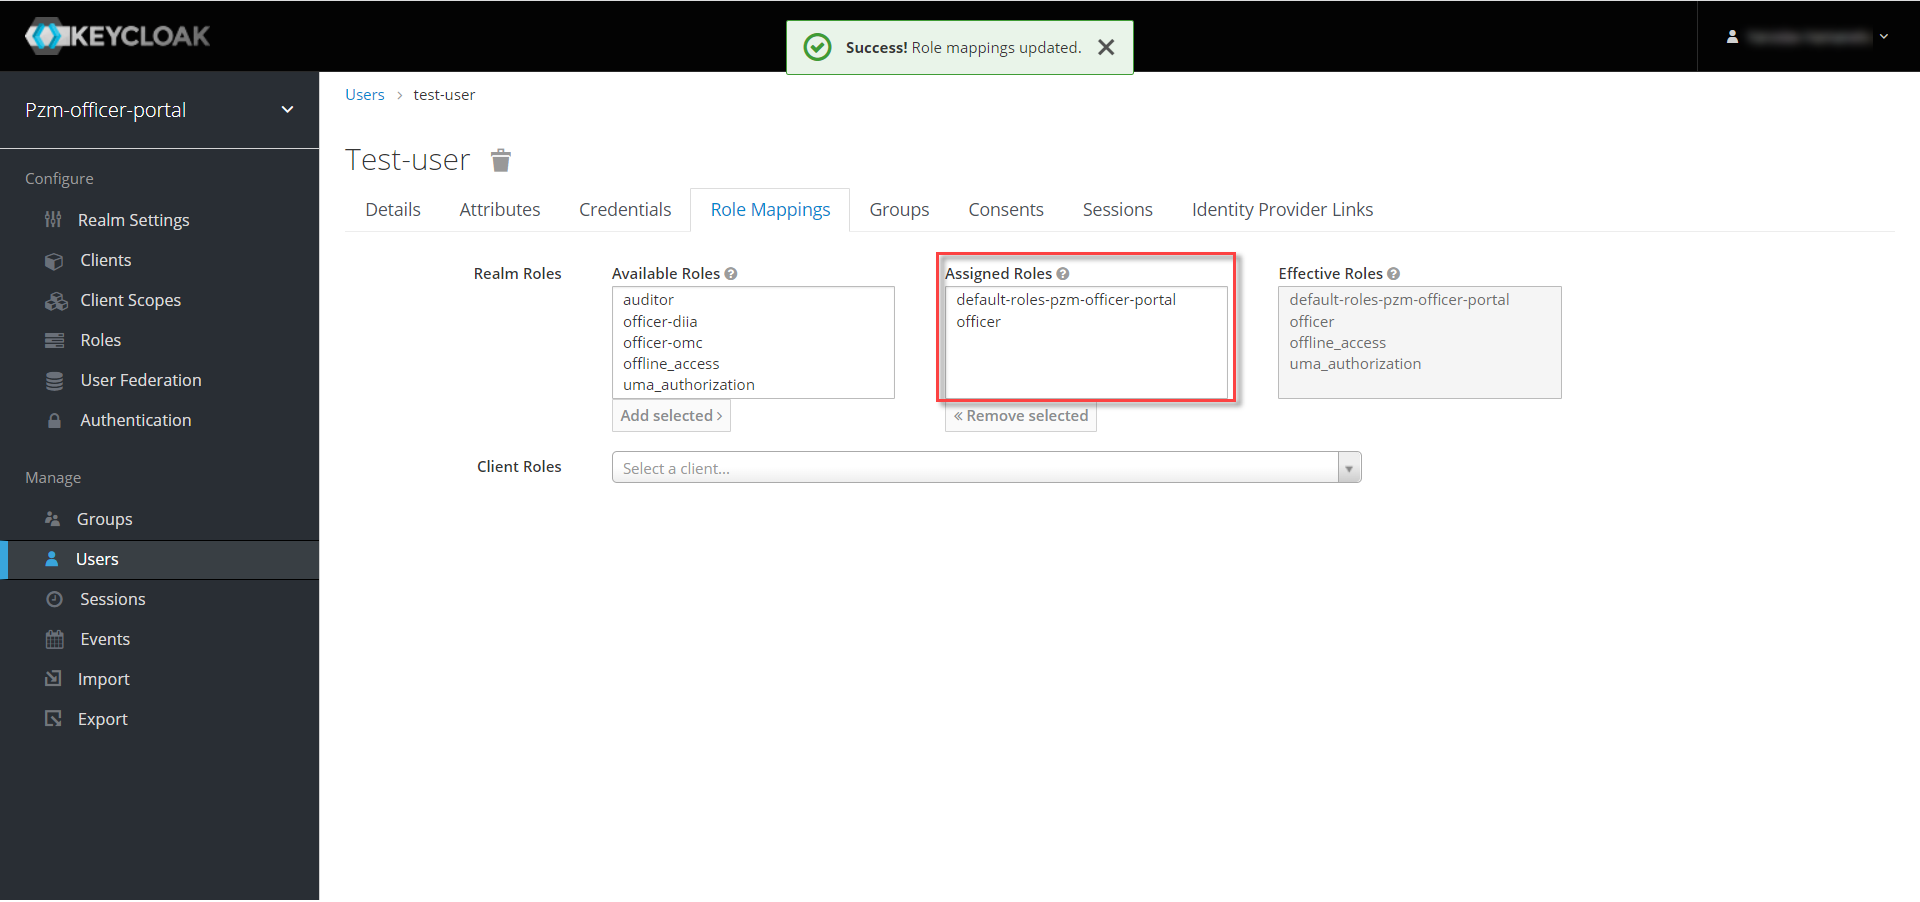 KEYCLOAK
Success! Role mappings updated.
Pzm-officer-portal
Configure
Realm Settings
Clients
Client Scopes
Roles
User Federation
Authentication
Manage
Groups
Users
Sessions
Events
Import
Export
Users > test-user
Test-user
Details Attributes Credentials Role Mappings Groups Consents Sessions Identity Provider Links
Realm Roles
Available Roles
auditor
officer-diia
officer-omc
offline_access
uma_authorization
Add selected >
Assigned Roles
default-roles-pzm-officer-portal
officer
« Remove selected
Effective Roles
default-roles-pzm-officer-portal
officer
offline_access
uma_authorization
Client Roles
Select a client...